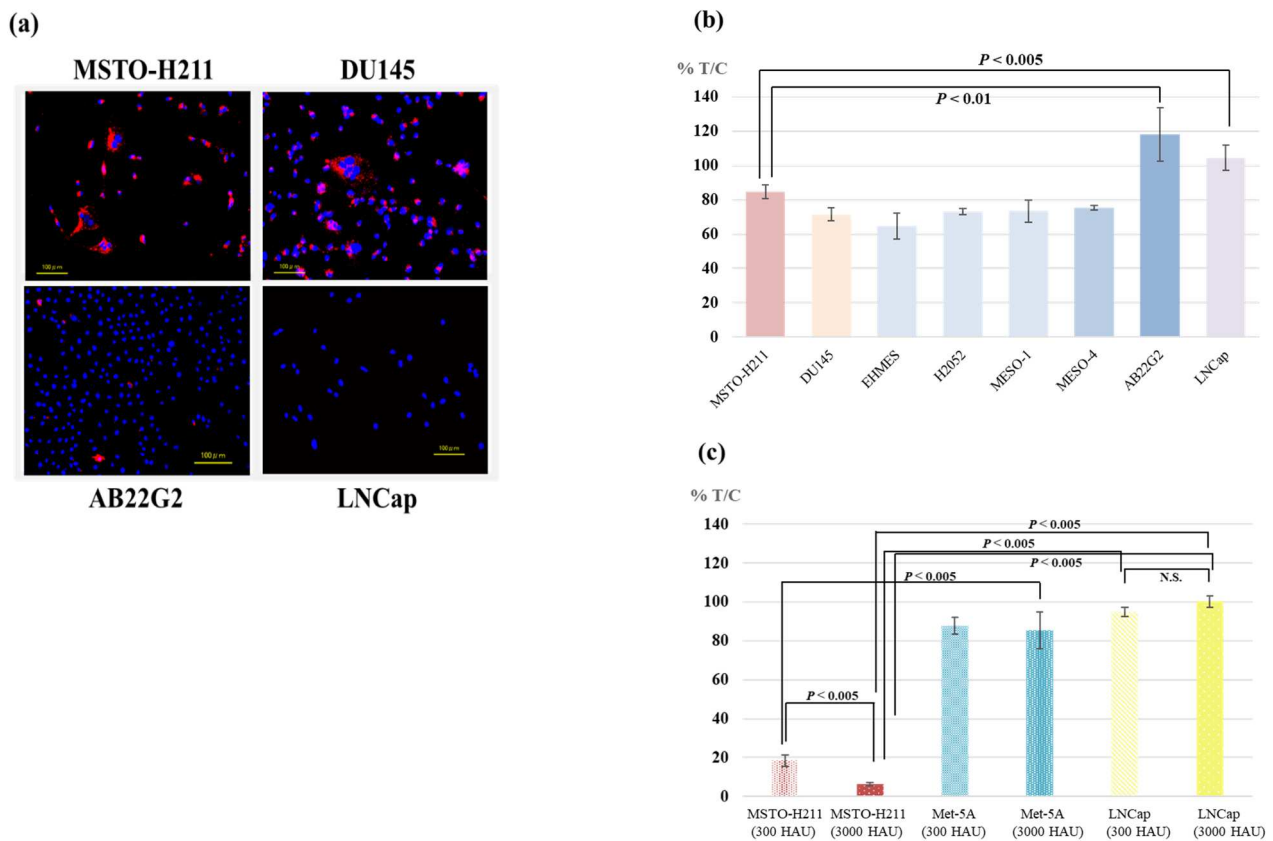 (a)
MSTO-H211 DU145
100 μm 100 μm
100 μm 100 μm
AB22G2 LNCap
(b)
% T/C
P < 0.005
P < 0.01
140
120
100
80
60
40
20
0
MSTO-H211 DU145 EHMES H2052 MESO-1 MESO-4 AB22G2 LNCap
(c)
% T/C
P < 0.005
P < 0.005
P < 0.005
P < 0.005
N.S.
P < 0.005
140
120
100
80
60
40
20
0
MSTO-H211 MSTO-H211 Met-5A Met-5A LNCap LNCap
(300 HAU) (3000 HAU) (300 HAU) (3000 HAU) (300 HAU) (3000 HAU)